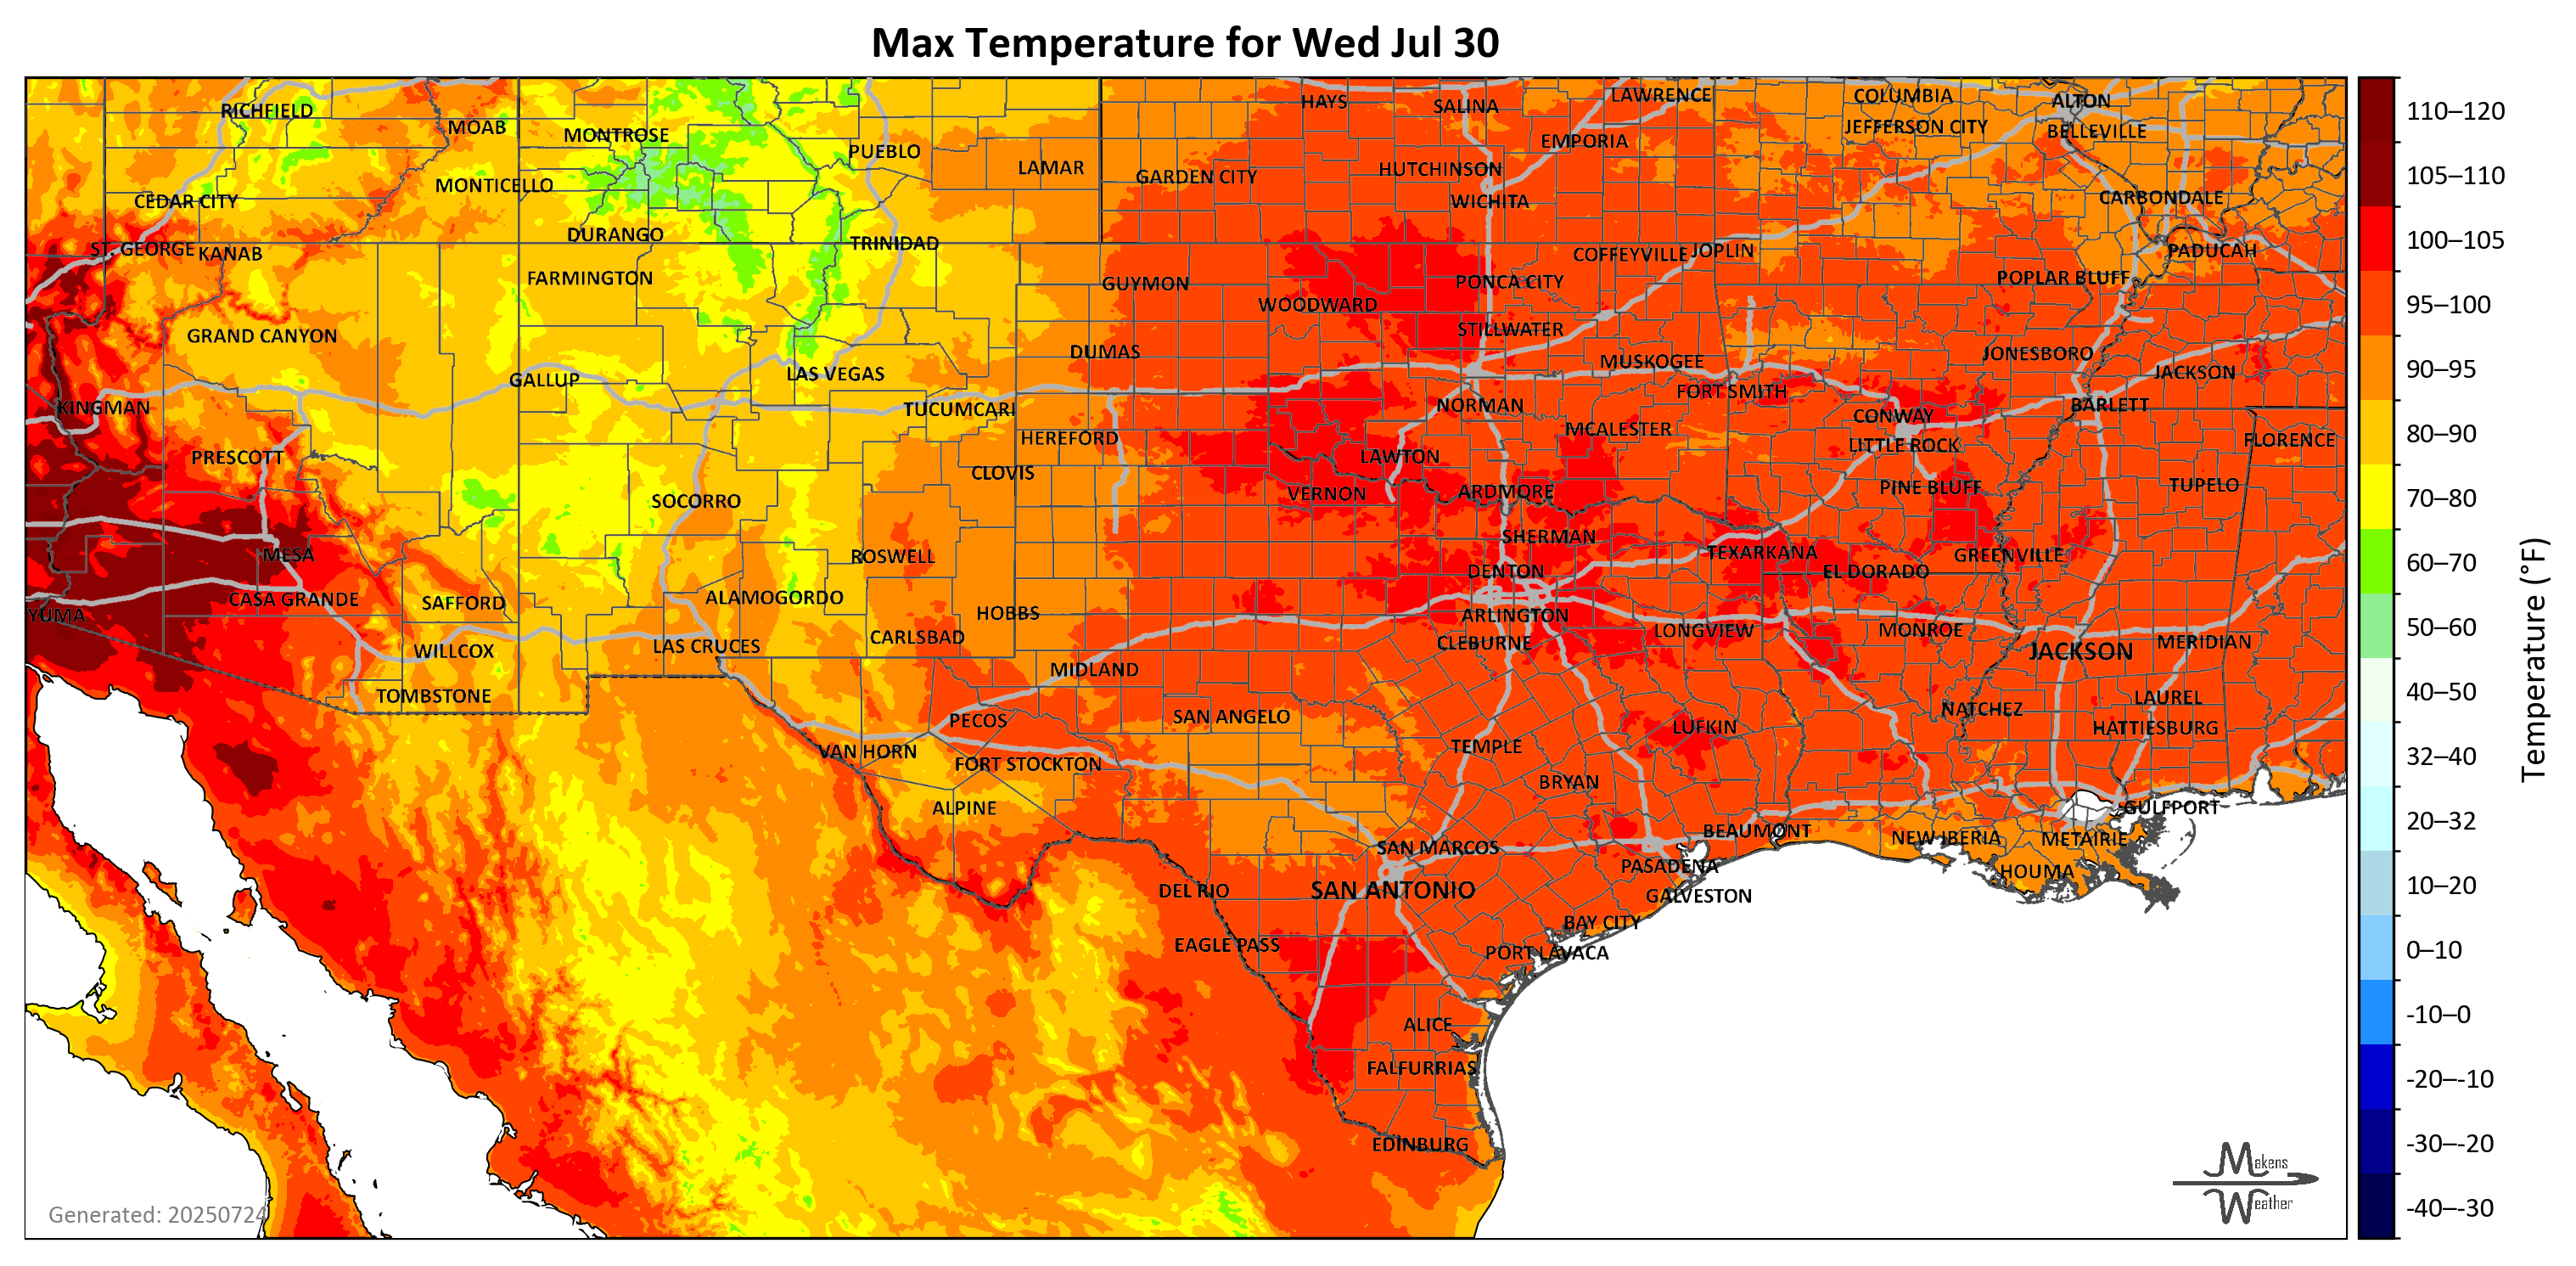 Max Temperature for Wed Jul 30
RICHFIELD
MOAB
MONTROSE
PUEBLO
LAMAR
GARDEN CITY
HAYS
SALINA
LAWRENCE
EMPORIA
HUTCHINSON
WICHITA
COLUMBIA
JEFFERSON CITY
ALTON
BELLEVILLE
CARBONDALE
PADUCAH
CEDAR CITY
MONTICELLO
DURANGO
TRINIDAD
ST. GEORGE
KANAB
FARMINGTON
GUYMON
WOODWARD
PONCA CITY
COFFEYVILLE
JOPLIN
POPLAR BLUFF
GRAND CANYON
STILLWATER
DUMAS
MUSKOGEE
JONESBORO
JACKSON
GALLUP
LAS VEGAS
FORT SMITH
KINGMAN
TUCUMCARI
NORMAN
CONWAY
BARLETT
HEREFORD
MCALESTER
LITTLE ROCK
FLORENCE
PRESCOTT
CLOVIS
LAWTON
SOCORRO
VERNON
ARDMORE
PINE BLUFF
TUPELO
MESA
ROSWELL
SHERMAN
TEXARKANA
GREENVILLE
DENTON
EL DORADO
CASA GRANDE
SAFFORD
ALAMOGORDO
HOBBS
YUMA
ARLINGTON
WILLCOX
LAS CRUCES
CARLSBAD
CLEBURNE
LONGVIEW
MONROE
JACKSON
MERIDIAN
MIDLAND
TOMBSTONE
PECOS
SAN ANGELO
LUFKIN
NATCHEZ
LAUREL
HATTIESBURG
VAN HORN
FORT STOCKTON
TEMPLE
BRYAN
ALPINE
GULFPORT
SAN MARCOS
BEAUMONT
NEW IBERIA
METAIRIE
PASADENA
HOUMA
DEL RIO
SAN ANTONIO
GALVESTON
BAY CITY
EAGLE PASS
PORT LAVACA
ALICE
FALFURRIAS
EDINBURG
Generated: 20250724
Makens
Weather
110–120
105–110
100–105
95–100
90–95
80–90
70–80
60–70
50–60
40–50
32–40
20–32
10–20
0–10
-10–0
-20–-10
-30–-20
-40–-30
Temperature (°F)